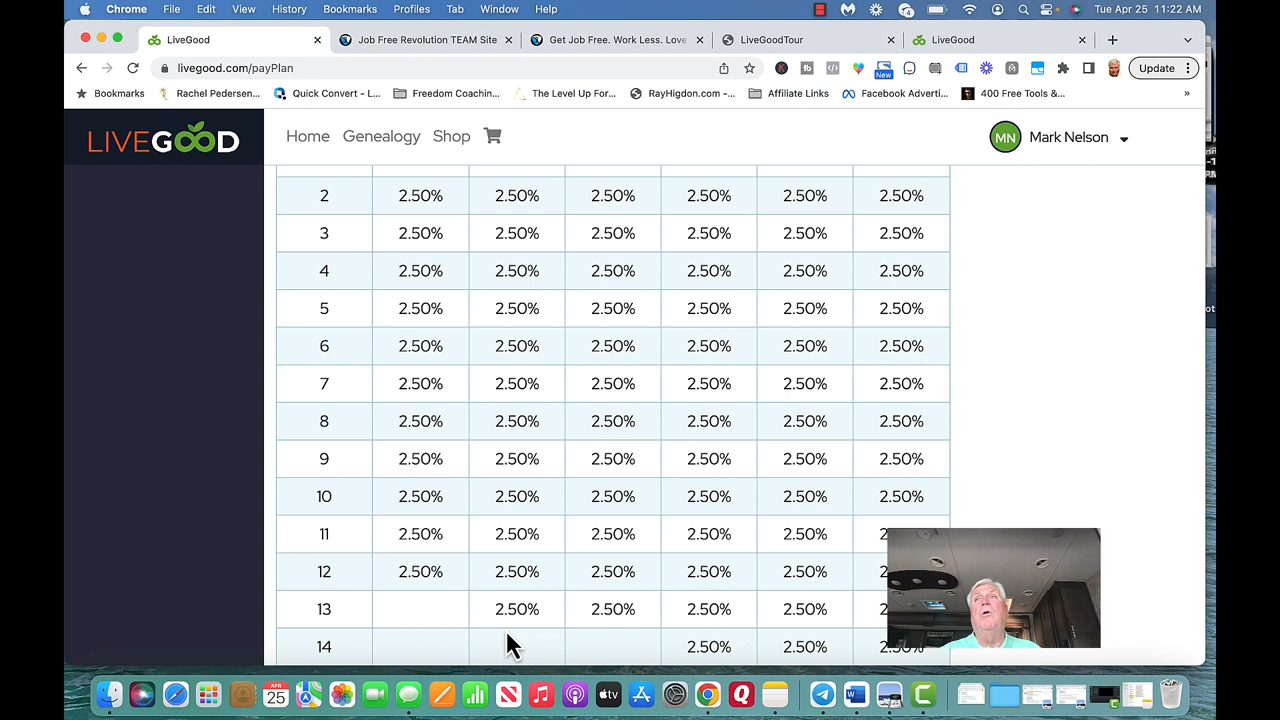 Chrome File Edit View History Bookmarks Profiles Tab Window Help Tue Apr 25 11:22 AM
LiveGood Job Free Revolution TEAM Site Get Job Free. Work Less. Love LiveGoodTour LiveGood
livegood.com/payPlan New Update
Bookmarks Rachel Pedersen... Quick Convert - L... Freedom Coachin... The Level Up For... RayHigdon.com -... Affiliate Links Facebook Adverti... 400 Free Tools &... »
LIVEGOOD Home Genealogy Shop MN Mark Nelson
2 2.50% 2.50% 2.50% 2.50% 2.50% 2.50%
3 2.50% 2.50% 2.50% 2.50% 2.50% 2.50%
4 2.50% 2.50% 2.50% 2.50% 2.50% 2.50%
5 2.50% 2.50% 2.50% 2.50% 2.50% 2.50%
6 2.50% 2.50% 2.50% 2.50% 2.50% 2.50%
2.50% 2.50% 2.50% 2.50% 2.50% 2.50%
2.50% 2.50% 2.50% 2.50% 2.50% 2.50%
2.50% 2.50% 2.50% 2.50% 2.50% 2.50%
10 2.50% 2.50% 2.50% 2.50% 2.50% 2.50%
2.50% 2.50% 2.50% 2.50% 2.50%
12 2.50% 2.50% 2.50% 2.50% 2.50%
13 2.50% 2.50% 2.50% 2.50%
2.50% 2.50% 2.50%
APR
25